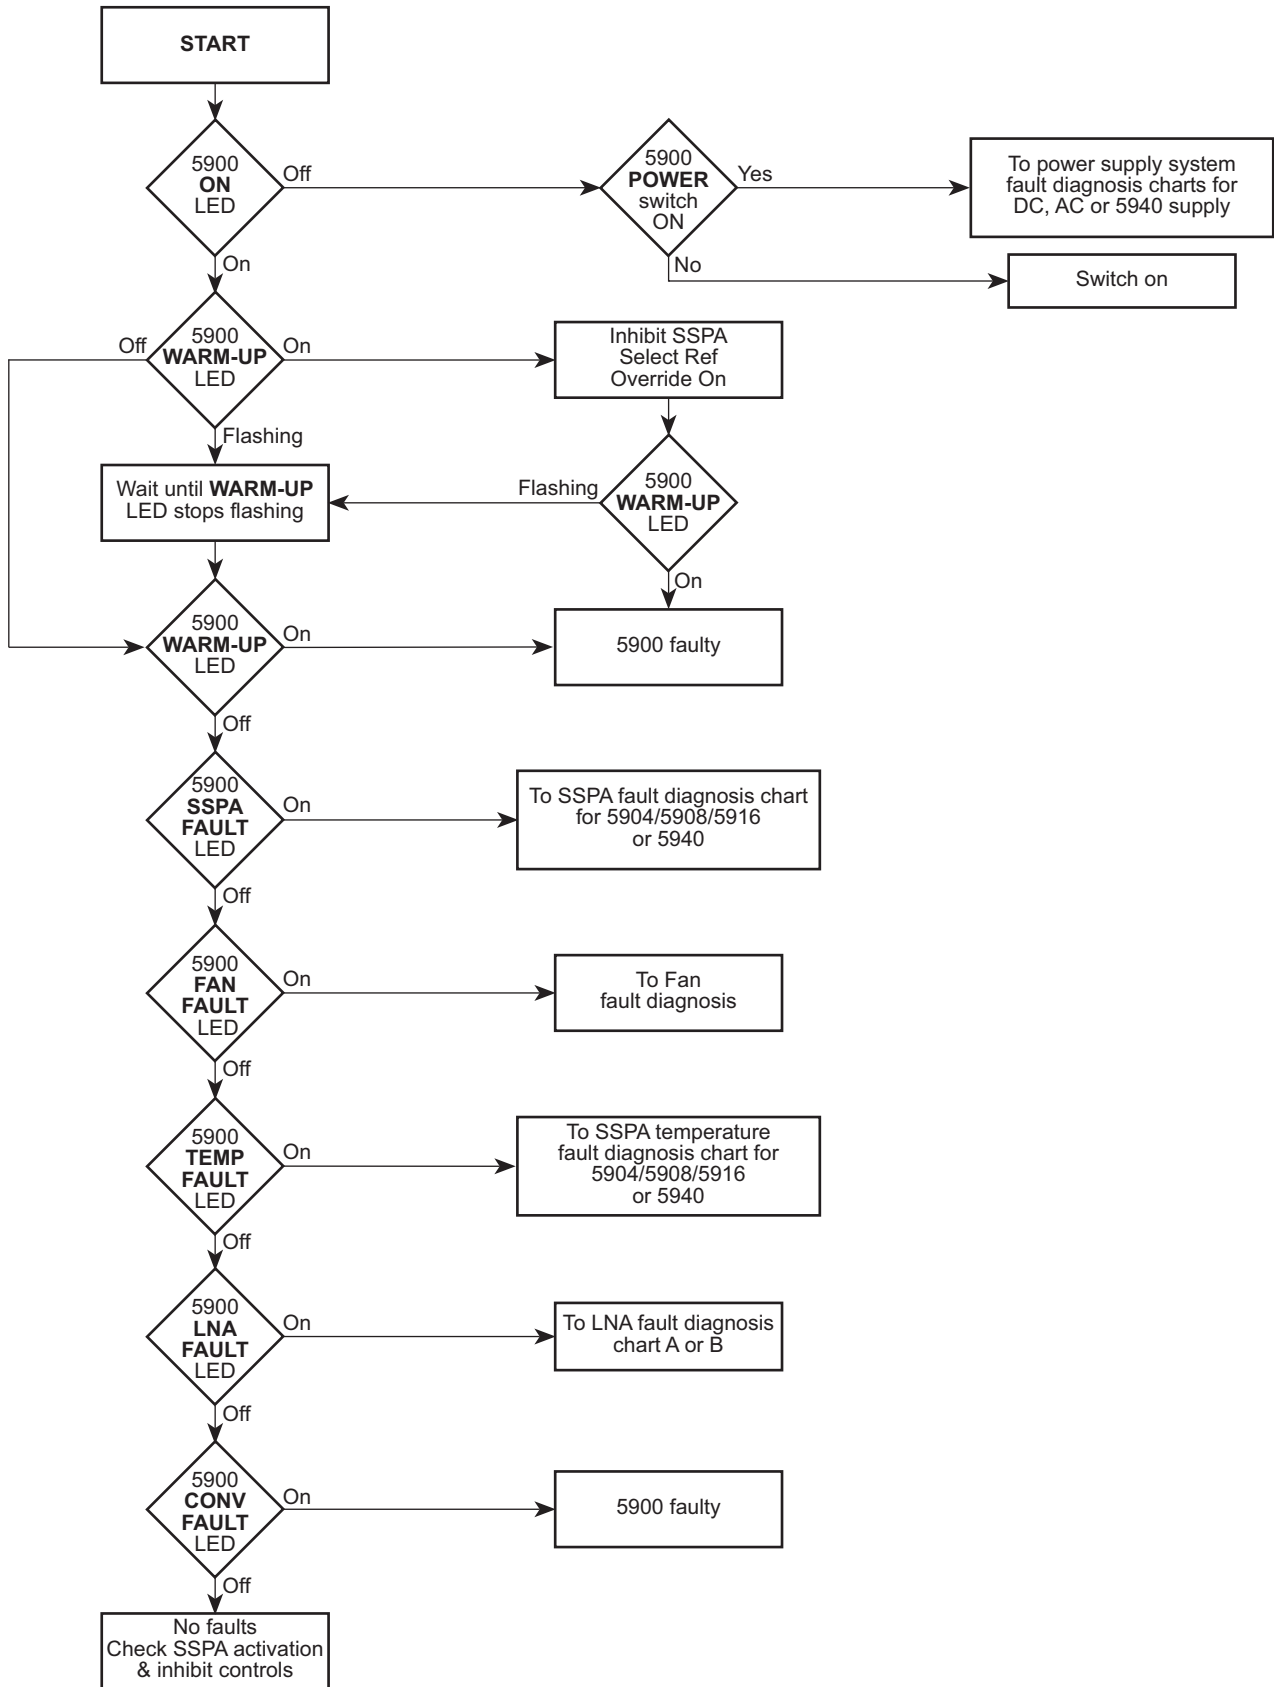 START
5900
ON
LED
Off
On
5900
POWER
switch
ON
Yes
No
To power supply system
fault diagnosis charts for
DC, AC or 5940 supply
Switch on
5900
WARM-UP
LED
Off
On
Flashing
Inhibit SSPA
Select Ref
Override On
Wait until WARM-UP
LED stops flashing
Flashing
5900
WARM-UP
LED
On
5900
WARM-UP
LED
On
Off
5900 faulty
5900
SSPA
FAULT
LED
On
Off
To SSPA fault diagnosis chart
for 5904/5908/5916
or 5940
5900
FAN
FAULT
LED
On
Off
To Fan
fault diagnosis
5900
TEMP
FAULT
LED
On
Off
To SSPA temperature
fault diagnosis chart for
5904/5908/5916
or 5940
5900
LNA
FAULT
LED
On
Off
To LNA fault diagnosis
chart A or B
5900
CONV
FAULT
LED
On
Off
5900 faulty
No faults
Check SSPA activation
& inhibit controls